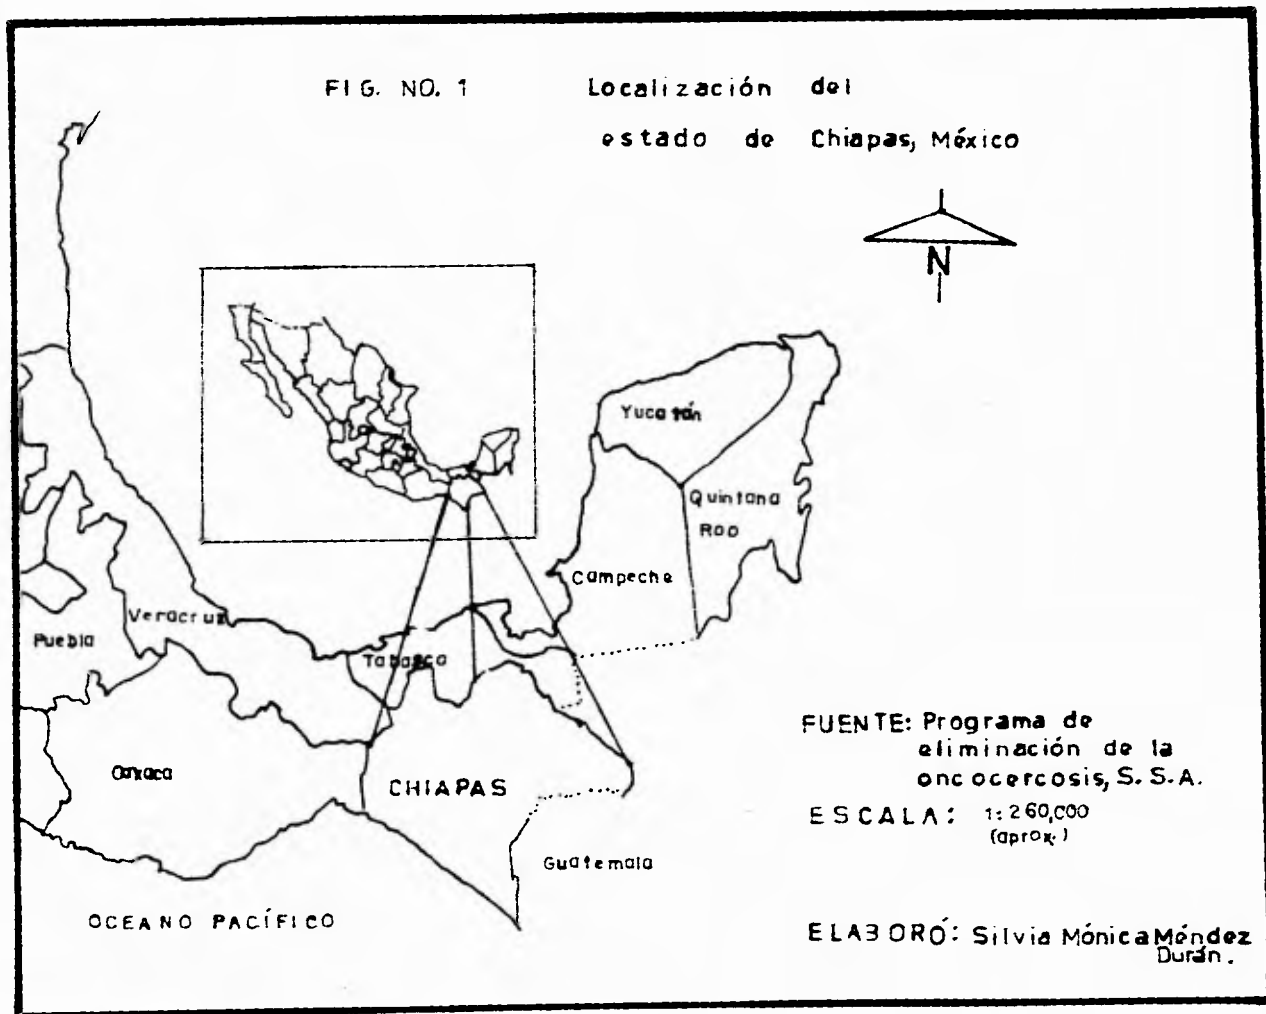 FIG. NO. 1
Localización del
estado de Chiapas, México
N
Yucatán
Quintana
Roo
Campeche
Veracruz
Puebla
Tabasco
Oaxaca
CHIAPAS
Guatemala
OCEANO PACÍFICO
FUENTE: Programa de
eliminación de la
oncocercosis, S.S.A.
ESCALA: 1:260,000
(aprox.)
ELABORÓ: Silvia Mónica Méndez
Durán.